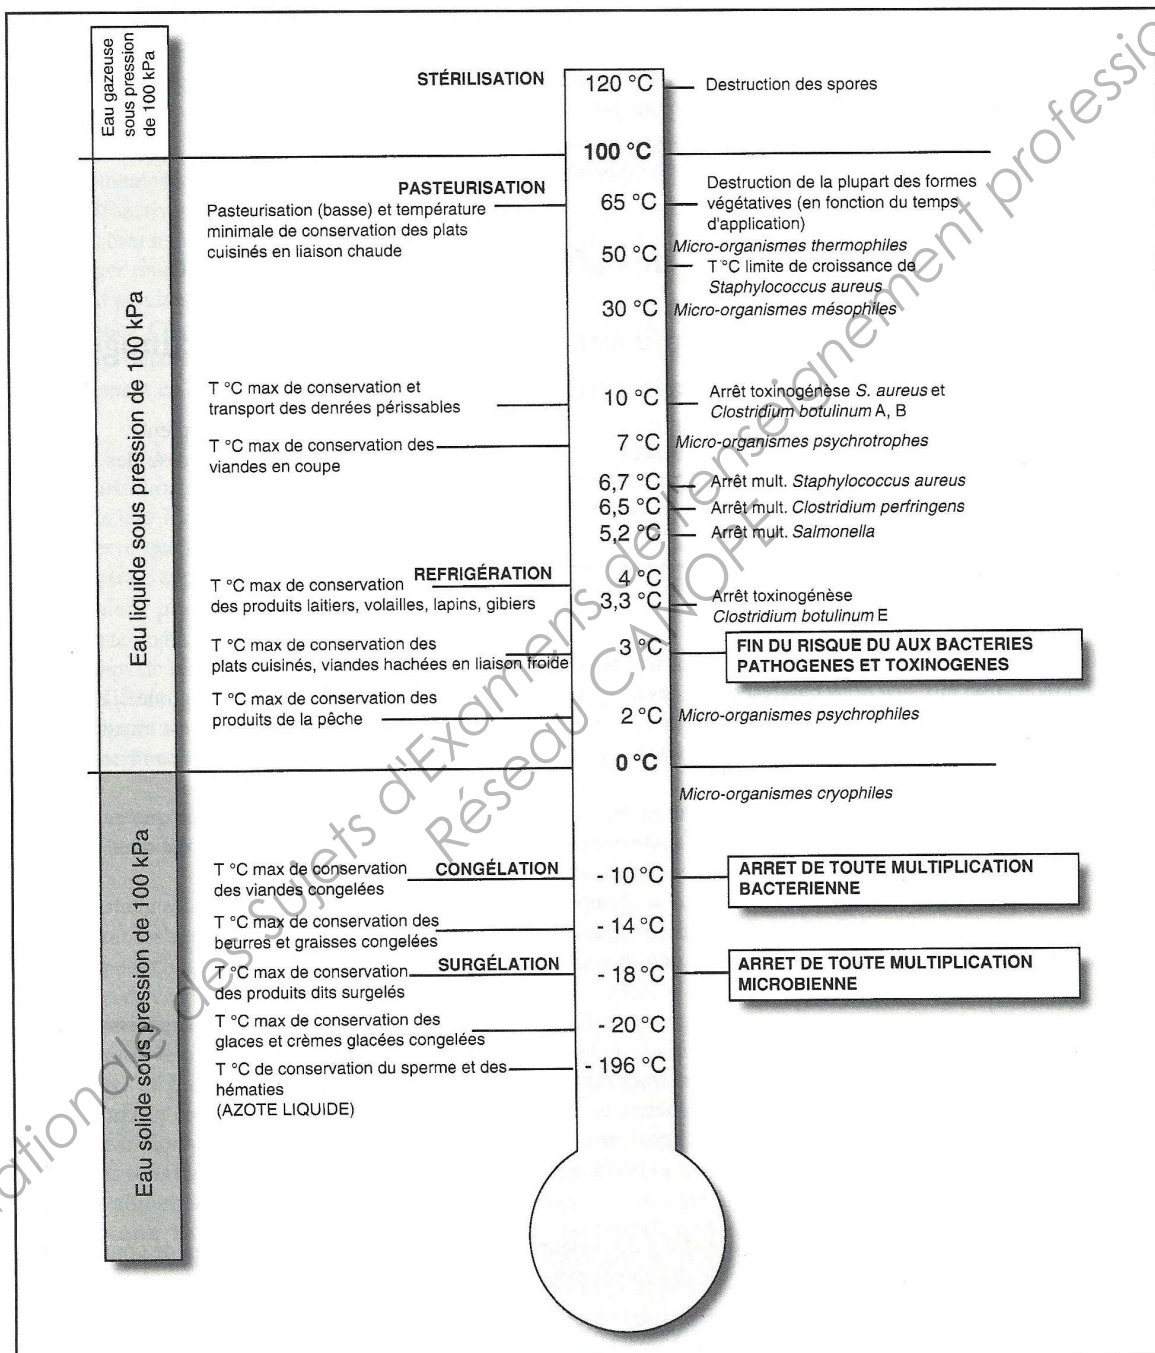 Eau gazeuse
sous pression
de 100 kPa
STÉRILISATION
120 °C
Destruction des spores
100 °C
Eau liquide sous pression de 100 kPa
PASTEURISATION
Pasteurisation (basse) et température
minimale de conservation des plats
cuisinés en liaison chaude
65 °C
Destruction de la plupart des formes
végétatives (en fonction du temps
d'application)
50 °C
Micro-organismes thermophiles
T °C limite de croissance de
Staphylococcus aureus
30 °C
Micro-organismes mésophiles
T °C max de conservation et
transport des denrées périssables
10 °C
Arrêt toxinogénèse S. aureus et
Clostridium botulinum A, B
T °C max de conservation des
viandes en coupe
7 °C
Micro-organismes psychrotrophes
6,7 °C
Arrêt mult. Staphylococcus aureus
6,5 °C
Arrêt mult. Clostridium perfringens
5,2 °C
Arrêt mult. Salmonella
REFRIGÉRATION
T °C max de conservation
des produits laitiers, volailles, lapins, gibiers
4 °C
3,3 °C
Arrêt toxinogénèse
Clostridium botulinum E
T °C max de conservation des
plats cuisinés, viandes hachées en liaison froide
3 °C
FIN DU RISQUE DU AUX BACTERIES
PATHOGENES ET TOXINOGENES
T °C max de conservation des
produits de la pêche
2 °C
Micro-organismes psychrophiles
0 °C
Micro-organismes cryophiles
Eau solide sous pression de 100 kPa
T °C max de conservation
des viandes congelées
CONGÉLATION
- 10 °C
ARRET DE TOUTE MULTIPLICATION
BACTERIENNE
T °C max de conservation des
beurres et graisses congelées
- 14 °C
SURGÉLATION
T °C max de conservation
des produits dits surgelés
- 18 °C
ARRET DE TOUTE MULTIPLICATION
MICROBIENNE
T °C max de conservation des
glaces et crèmes glacées congelées
- 20 °C
T °C de conservation du sperme et des
hématies
(AZOTE LIQUIDE)
- 196 °C
des Sujets d'Examens de l'enseignement
Réseau CANOPE